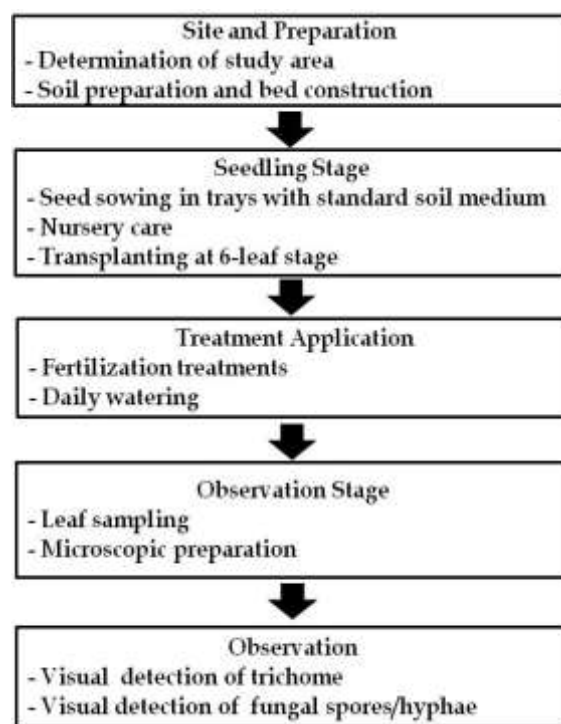 Site and Preparation
- Determination of study area
- Soil preparation and bed construction
Seedling Stage
- Seed sowing in trays with standard soil medium
- Nursery care
- Transplanting at 6-leaf stage
Treatment Application
- Fertilization treatments
- Daily watering
Observation Stage
- Leaf sampling
- Microscopic preparation
Observation
- Visual detection of trichome
- Visual detection of fungal spores/hyphae